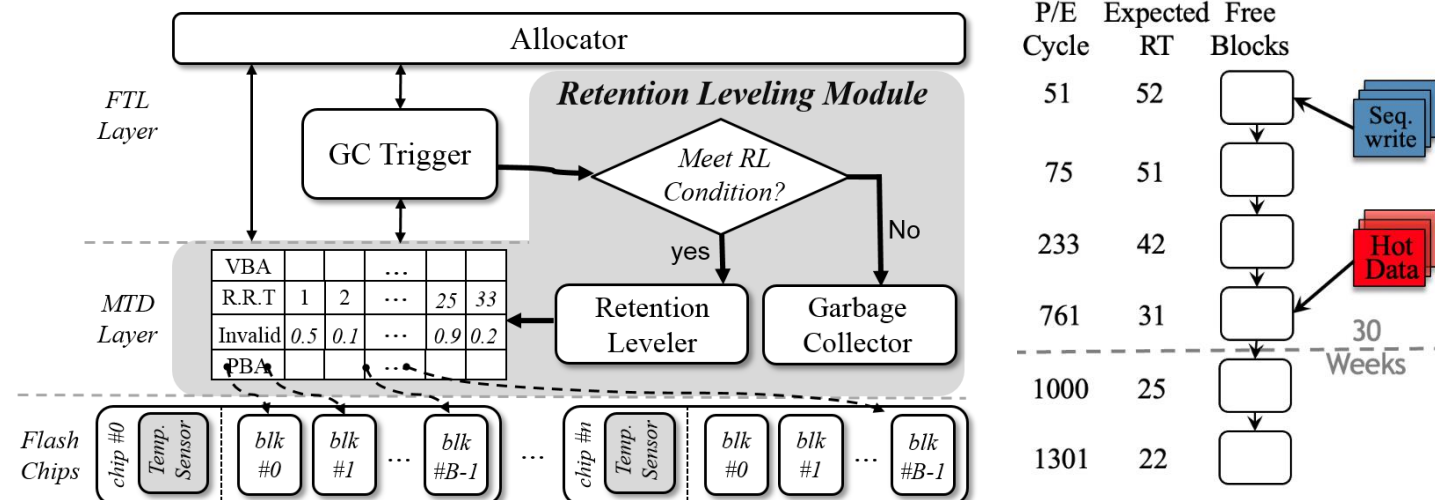 Allocator
FTL
Layer
Retention Leveling Module
GC Trigger
Meet RL
Condition?
yes
No
MTD
Layer
VBA ...
R.R.T 1 2 ... 25 33
Invalid 0.5 0.1 ... 0.9 0.2
PBA ...
Retention
Leveler
Garbage
Collector
Flash
Chips
chip #0
Temp.
Sensor
blk
#0
blk
#1
...
blk
#B-1
...
chip #n
Temp.
Sensor
blk
#0
blk
#1
...
blk
#B-1
P/E Expected Free
Cycle RT Blocks
51 52
Seq.
write
75 51
233 42
Hot
Data
761 31
30
Weeks
1000 25
1301 22